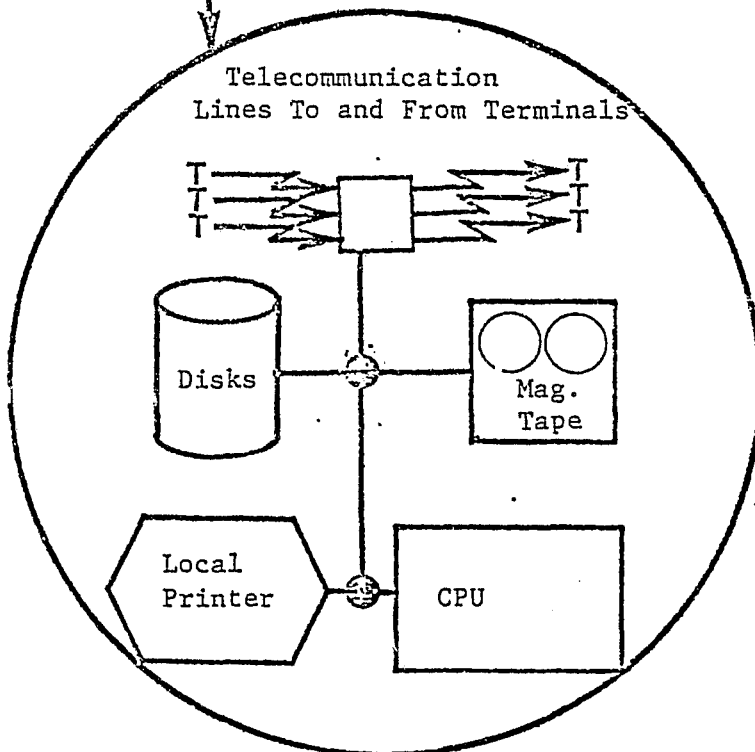 Telecommunication
Lines To and From Terminals
T T
T T
T T
Disks
Mag.
Tape
Local
Printer
CPU